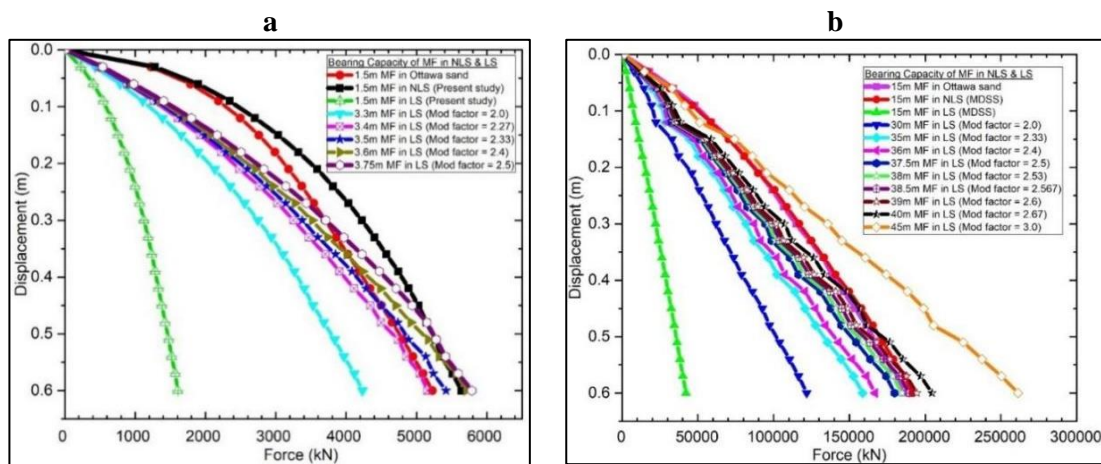 a
b
0.0
0.1
0.2
0.3
0.4
0.5
0.6
Displacement (m)
0 1000 2000 3000 4000 5000 6000
Force (kN)
Bearing Capacity of MF in NLS & LS
1.5m MF in Ottawa sand
1.5m MF in NLS (Present study)
1.5m MF in LS (Present study)
3.3m MF in LS (Mod factor = 2.0)
3.4m MF in LS (Mod factor = 2.27)
3.5m MF in LS (Mod factor = 2.33)
3.6m MF in LS (Mod factor = 2.4)
3.75m MF in LS (Mod factor = 2.5)
0.0
0.1
0.2
0.3
0.4
0.5
0.6
Displacement (m)
0 50000 100000 150000 200000 250000 300000
Force (kN)
Bearing Capacity of MF in NLS & LS
15m MF in Ottawa sand
15m MF in NLS (MDSS)
15m MF in LS (MDSS)
30m MF in LS (Mod factor = 2.0)
35m MF in LS (Mod factor = 2.33)
36m MF in LS (Mod factor = 2.4)
37.5m MF in LS (Mod factor = 2.5)
38m MF in LS (Mod factor = 2.53)
38.5m MF in LS (Mod factor = 2.567)
39m MF in LS (Mod factor = 2.6)
40m MF in LS (Mod factor = 2.67)
45m MF in LS (Mod factor = 3.0)